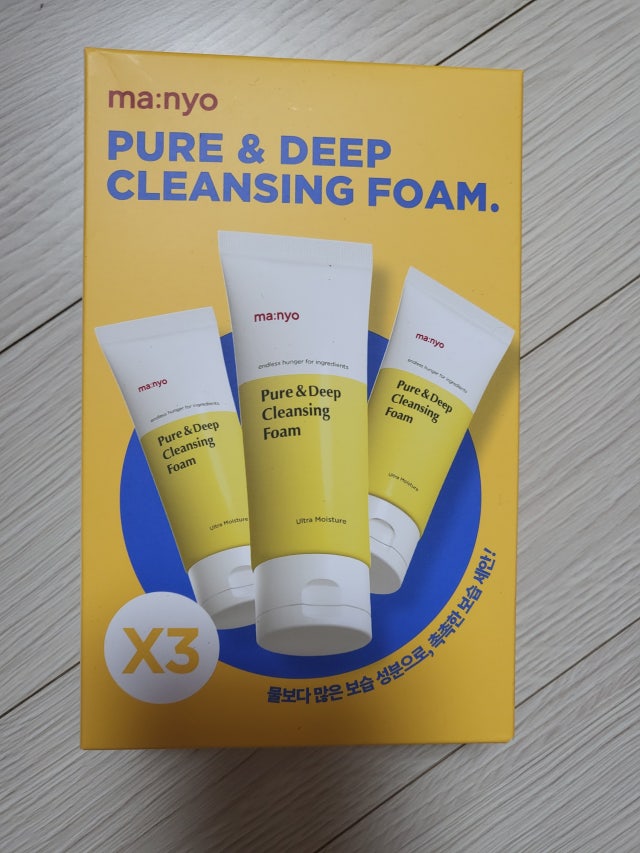 ma:nyo
PURE & DEEP
CLEANSING FOAM.
ma:nyo
endless hunger for ingredients
Pure & Deep
Cleansing
Foam
Ultra Moisture
ma:nyo
endless hunger for ingredients
Pure & Deep
Cleansing
Foam
Ultra Moisture
ma:nyo
endless hunger for ingredients
Pure & Deep
Cleansing
Foam
Ultra Moisture
X3
물보다 많은 보습 성분으로, 촉촉한 보습 세안!